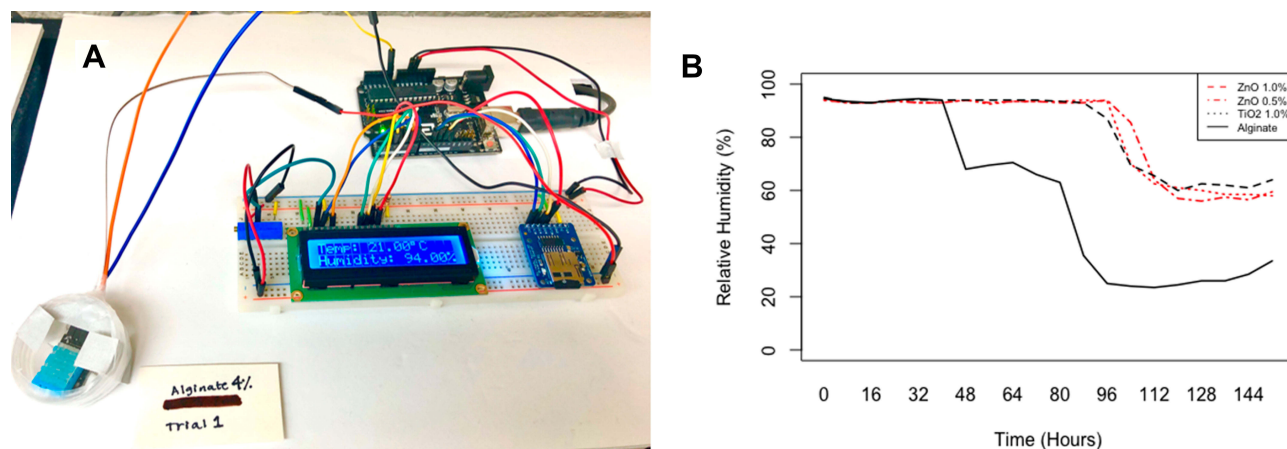 A
Temp: 21.00°C
Humidity: 94.00%
Alginate 4%
Trial 1
B
Relative Humidity (%)
100
80
60
40
20
0
0 16 32 48 64 80 96 112 128 144
Time (Hours)
ZnO 1.0%
ZnO 0.5%
TiO2 1.0%
Alginate